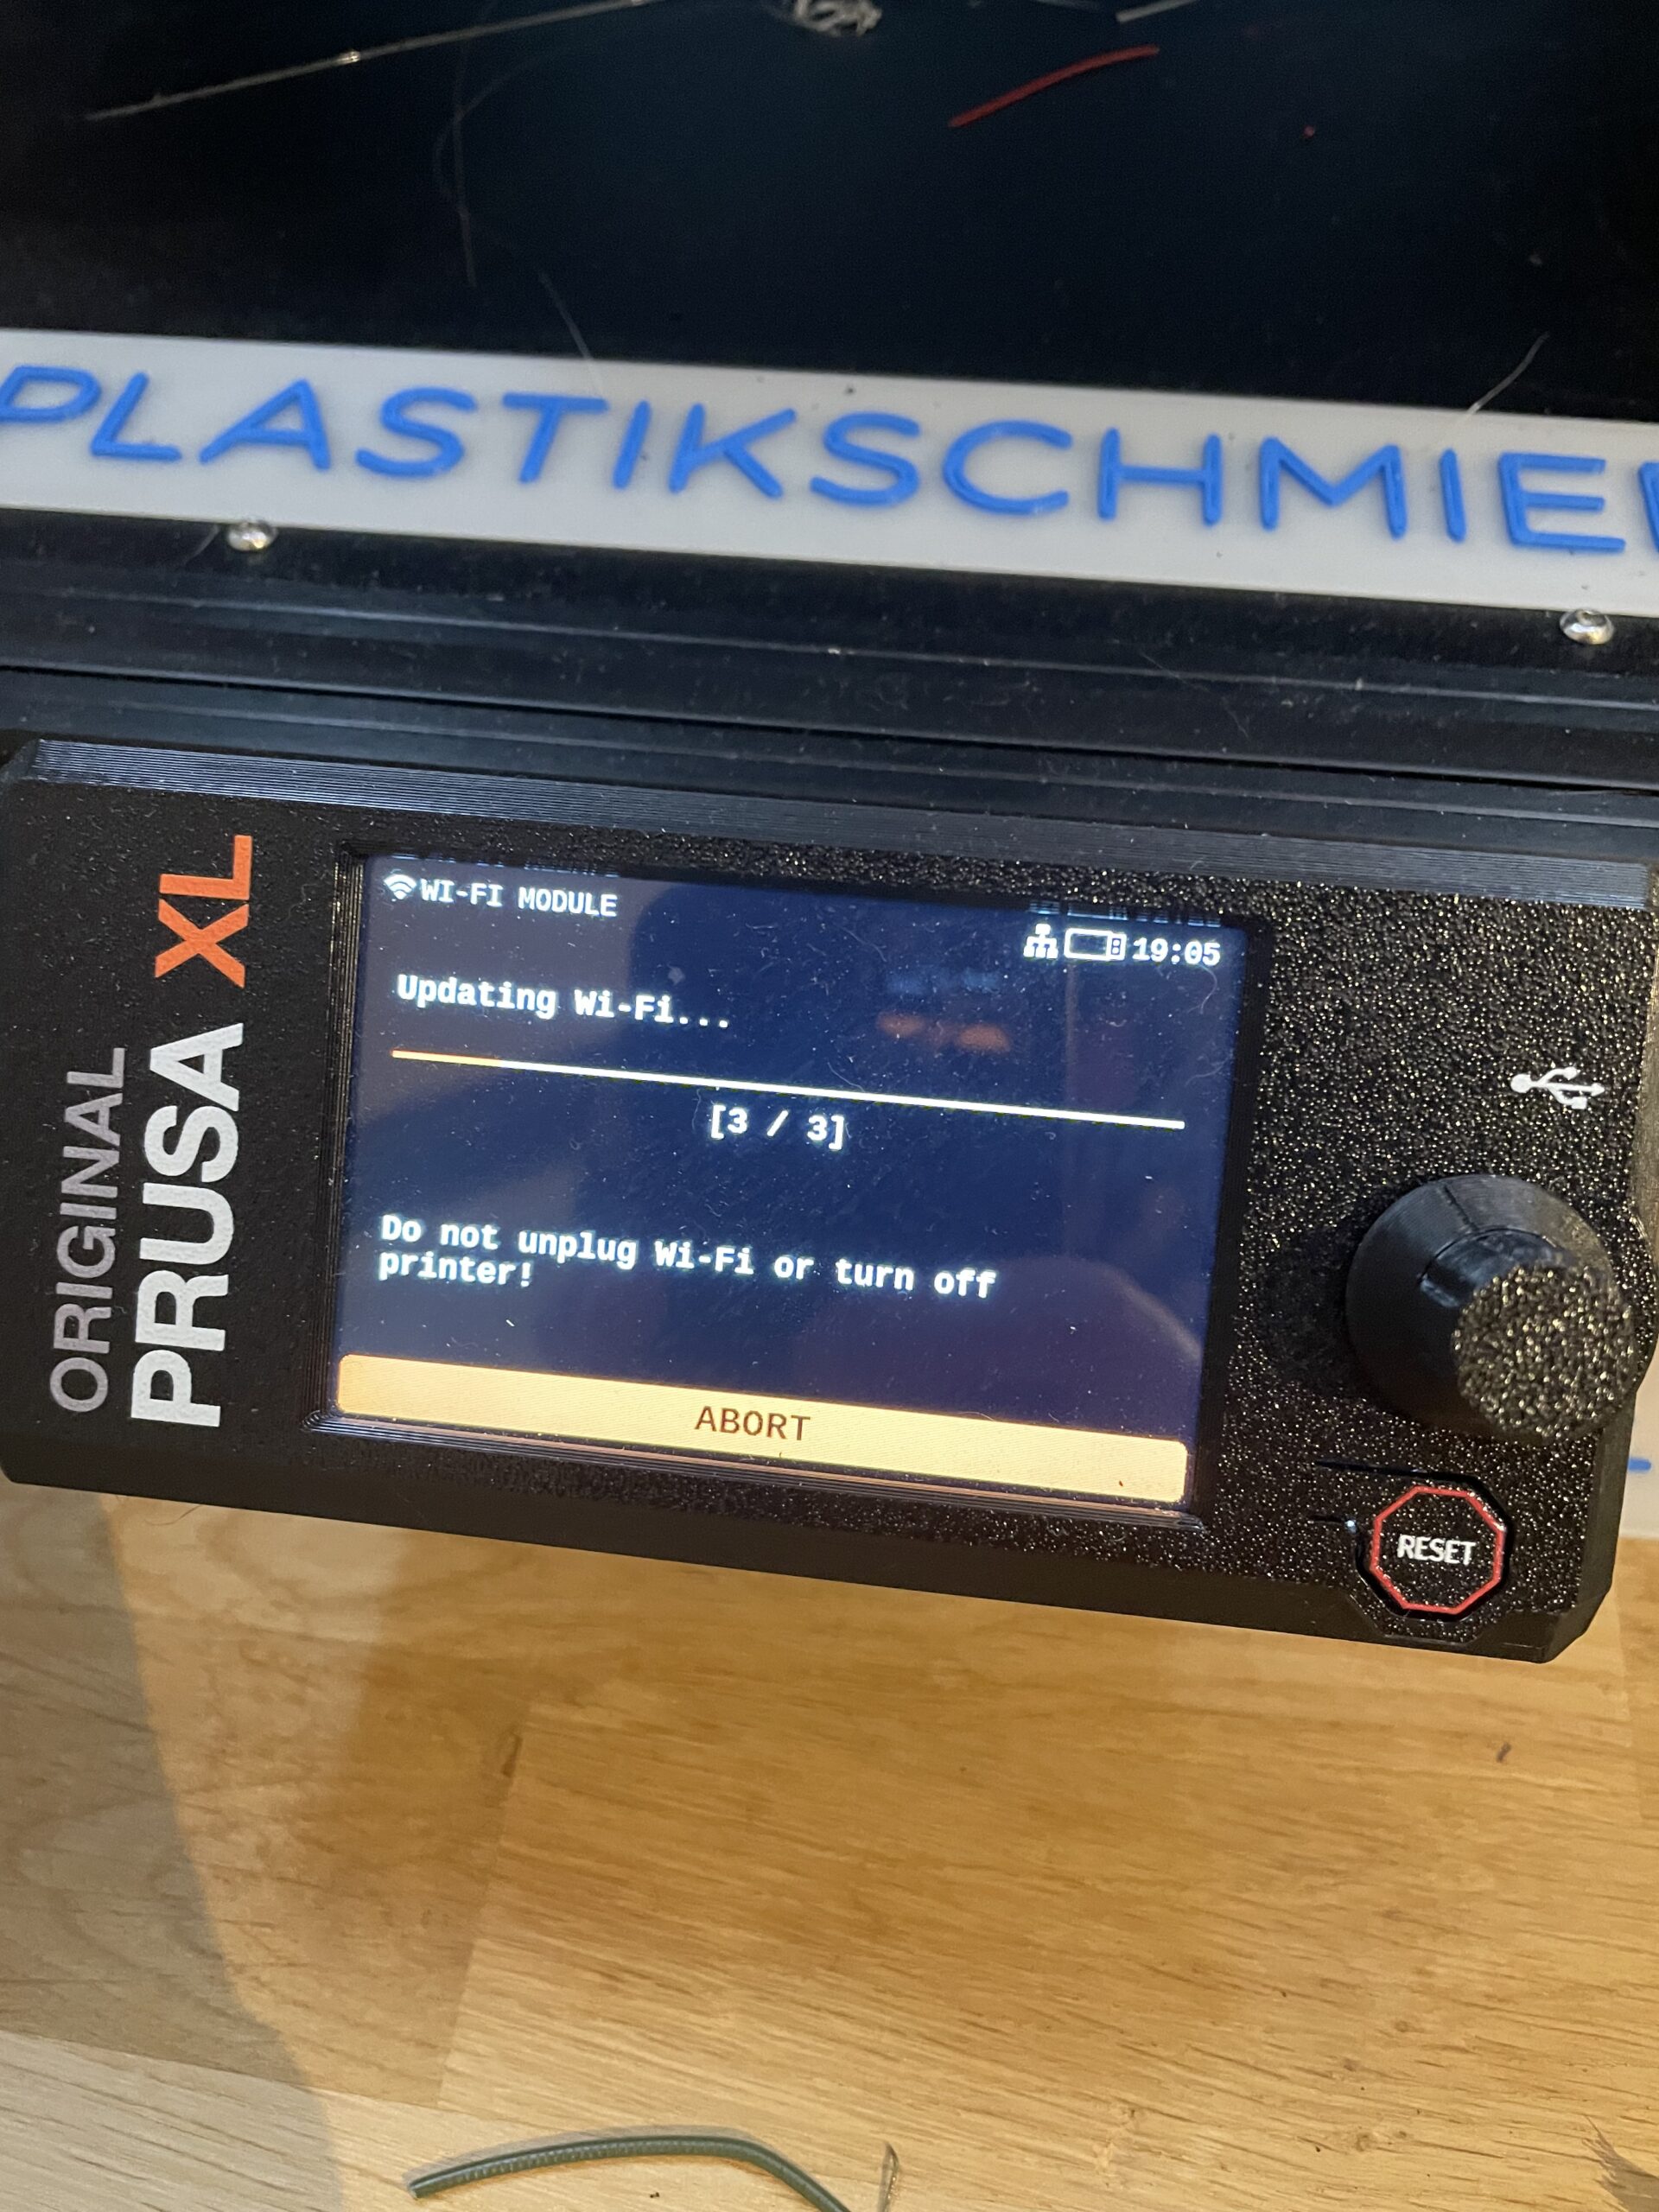 PLASTIKSCHMIE
ORIGINAL
PRUSA XL
WI-FI MODULE
19:05
Updating Wi-Fi...
[3 / 3]
Do not unplug Wi-Fi or turn off
printer!
ABORT
RESET